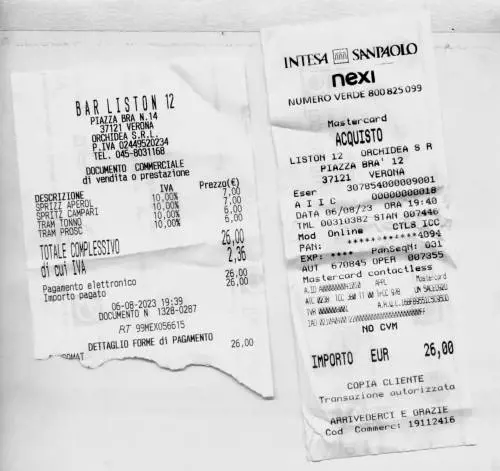 BAR LISTON 12
PIAZZA BRA N.14
37121 VERONA
ORCHIDEA S.R.L.
P.IVA 02449520234
TEL. 045-8031168
DOCUMENTO COMMERCIALE
di vendita o prestazione
DESCRIZIONE IVA Prezzo(€)
SPRITZ APEROL 10,00% 7,00
SPRITZ CAMPARI 10,00% 7,00
TRAM TONNO 10,00% 6,00
TRAM PROSC 10,00% 6,00
TOTALE COMPLESSIVO 26,00
di cui IVA 2,36
Pagamento elettronico 26,00
Importo pagato 26,00
06-08-2023 19:39
DOCUMENTO N 1328-0287
RT 99MEX056615
DETTAGLIO FORME di PAGAMENTO
26,00
INTESA SANPAOLO
nexi
NUMERO VERDE 800 825 099
Mastercard
ACQUISTO
LISTON 12 ORCHIDEA S R
PIAZZA BRA' 12
37121 VERONA
Eser 307854000009001
A I I C 00000000018
DATA 06/08/23 ORA 19:40
TML 00310382 STAN 007446
Mod Online CTLS ICC
PAN: ************4094
EXP: **** PanSeqN: 001
AUT 670845 OPER 007355
Mastercard contactless
APPL Mastercard
NO CVM
IMPORTO EUR 26,00
COPIA CLIENTE
Transazione autorizzata
ARRIVEDERCI E GRAZIE
Cod. Commerc: 19112416